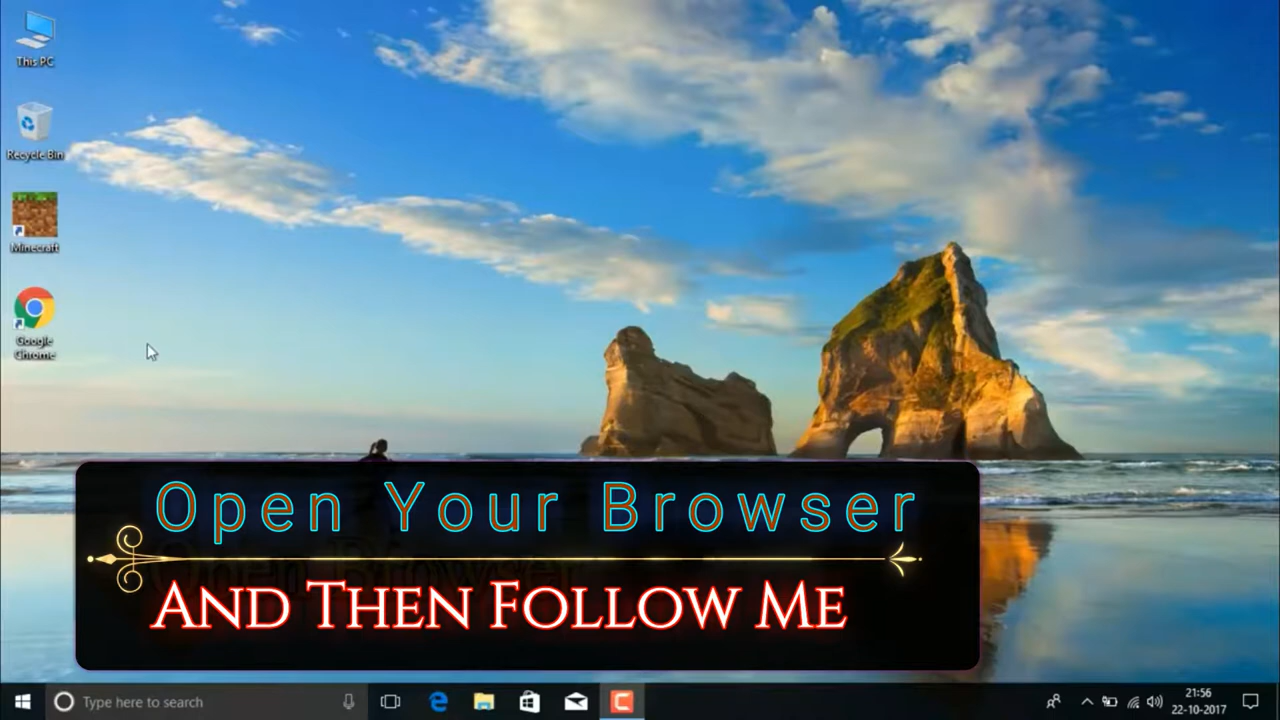 This PC
Recycle Bin
Minecraft
Google
Chrome
Open Your Browser
And Then Follow Me
Type here to search
21:56
22-10-2017